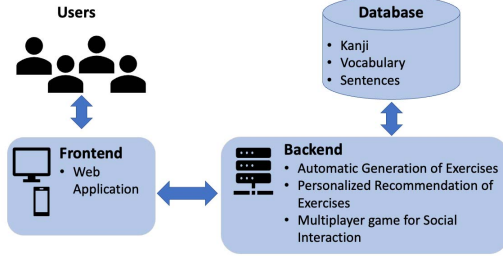 Users
Database
• Kanji
• Vocabulary
• Sentences
Frontend
• Web
Application
Backend
• Automatic Generation of Exercises
• Personalized Recommendation of
Exercises
• Multiplayer game for Social
Interaction